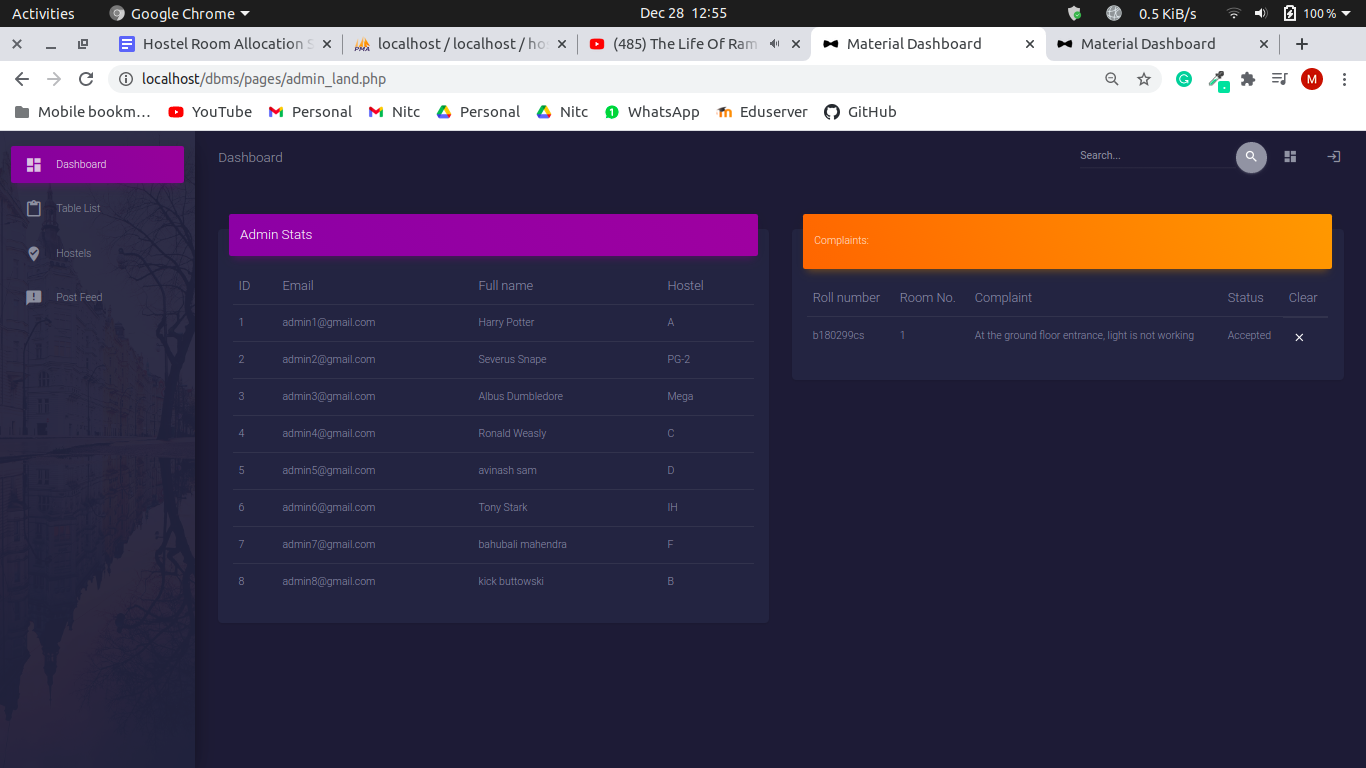 Activities Google Chrome Dec 28 12:55 0.5 KiB/s 100 %
Hostel Room Allocation S localhost / localhost / ho (485) The Life Of Ram Material Dashboard Material Dashboard
localhost/dbms/pages/admin_land.php M
Mobile bookm... YouTube Personal Nitc Personal Nitc WhatsApp Eduserver GitHub
Dashboard
Table List
Hostels
Post Feed
Dashboard Search...
Admin Stats
ID Email Full name Hostel
1 admin1@gmail.com Harry Potter A
2 admin2@gmail.com Severus Snape PG-2
3 admin3@gmail.com Albus Dumbledore Mega
4 admin4@gmail.com Ronald Weasly C
5 admin5@gmail.com avinash sam D
6 admin6@gmail.com Tony Stark IH
7 admin7@gmail.com bahubali mahendra F
8 admin8@gmail.com kick buttowski B
Complaints:
Roll number Room No. Complaint Status Clear
b180299cs 1 At the ground floor entrance, light is not working Accepted ×